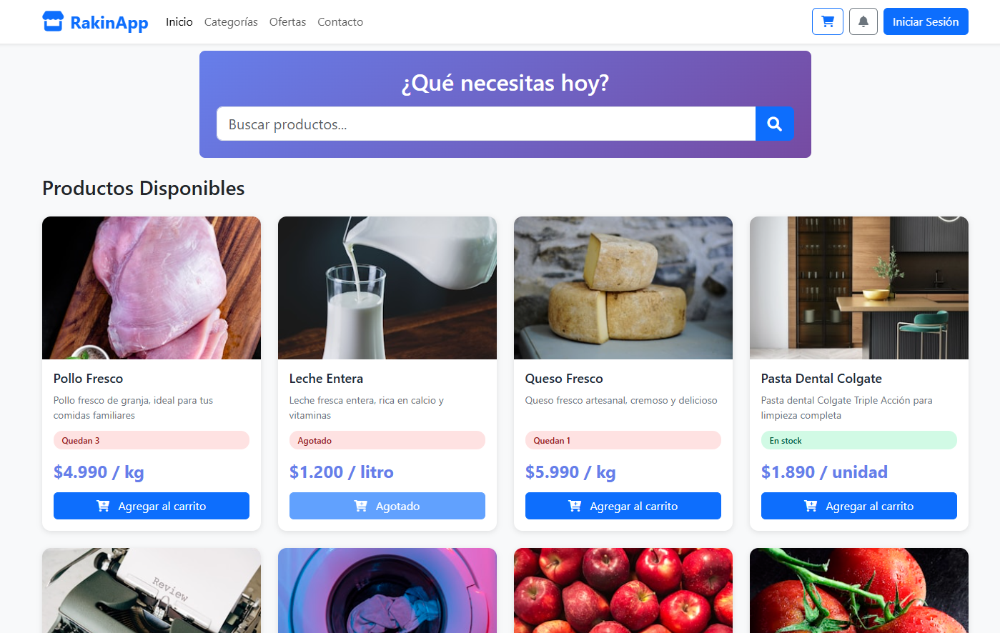 RakinApp
Inicio
Categorías
Ofertas
Contacto
Iniciar Sesión
¿Qué necesitas hoy?
Buscar productos...
Productos Disponibles
Pollo Fresco
Pollo fresco de granja, ideal para tus
comidas familiares
Quedan 3
$4.990 / kg
Agregar al carrito
Leche Entera
Leche fresca entera, rica en calcio y
vitaminas
Agotado
$1.200 / litro
Agotado
Queso Fresco
Queso fresco artesanal, cremoso y delicioso
Quedan 1
$5.990 / kg
Agregar al carrito
Pasta Dental Colgate
Pasta dental Colgate Triple Acción para
limpieza completa
En stock
$1.890 / unidad
Agregar al carrito
Review